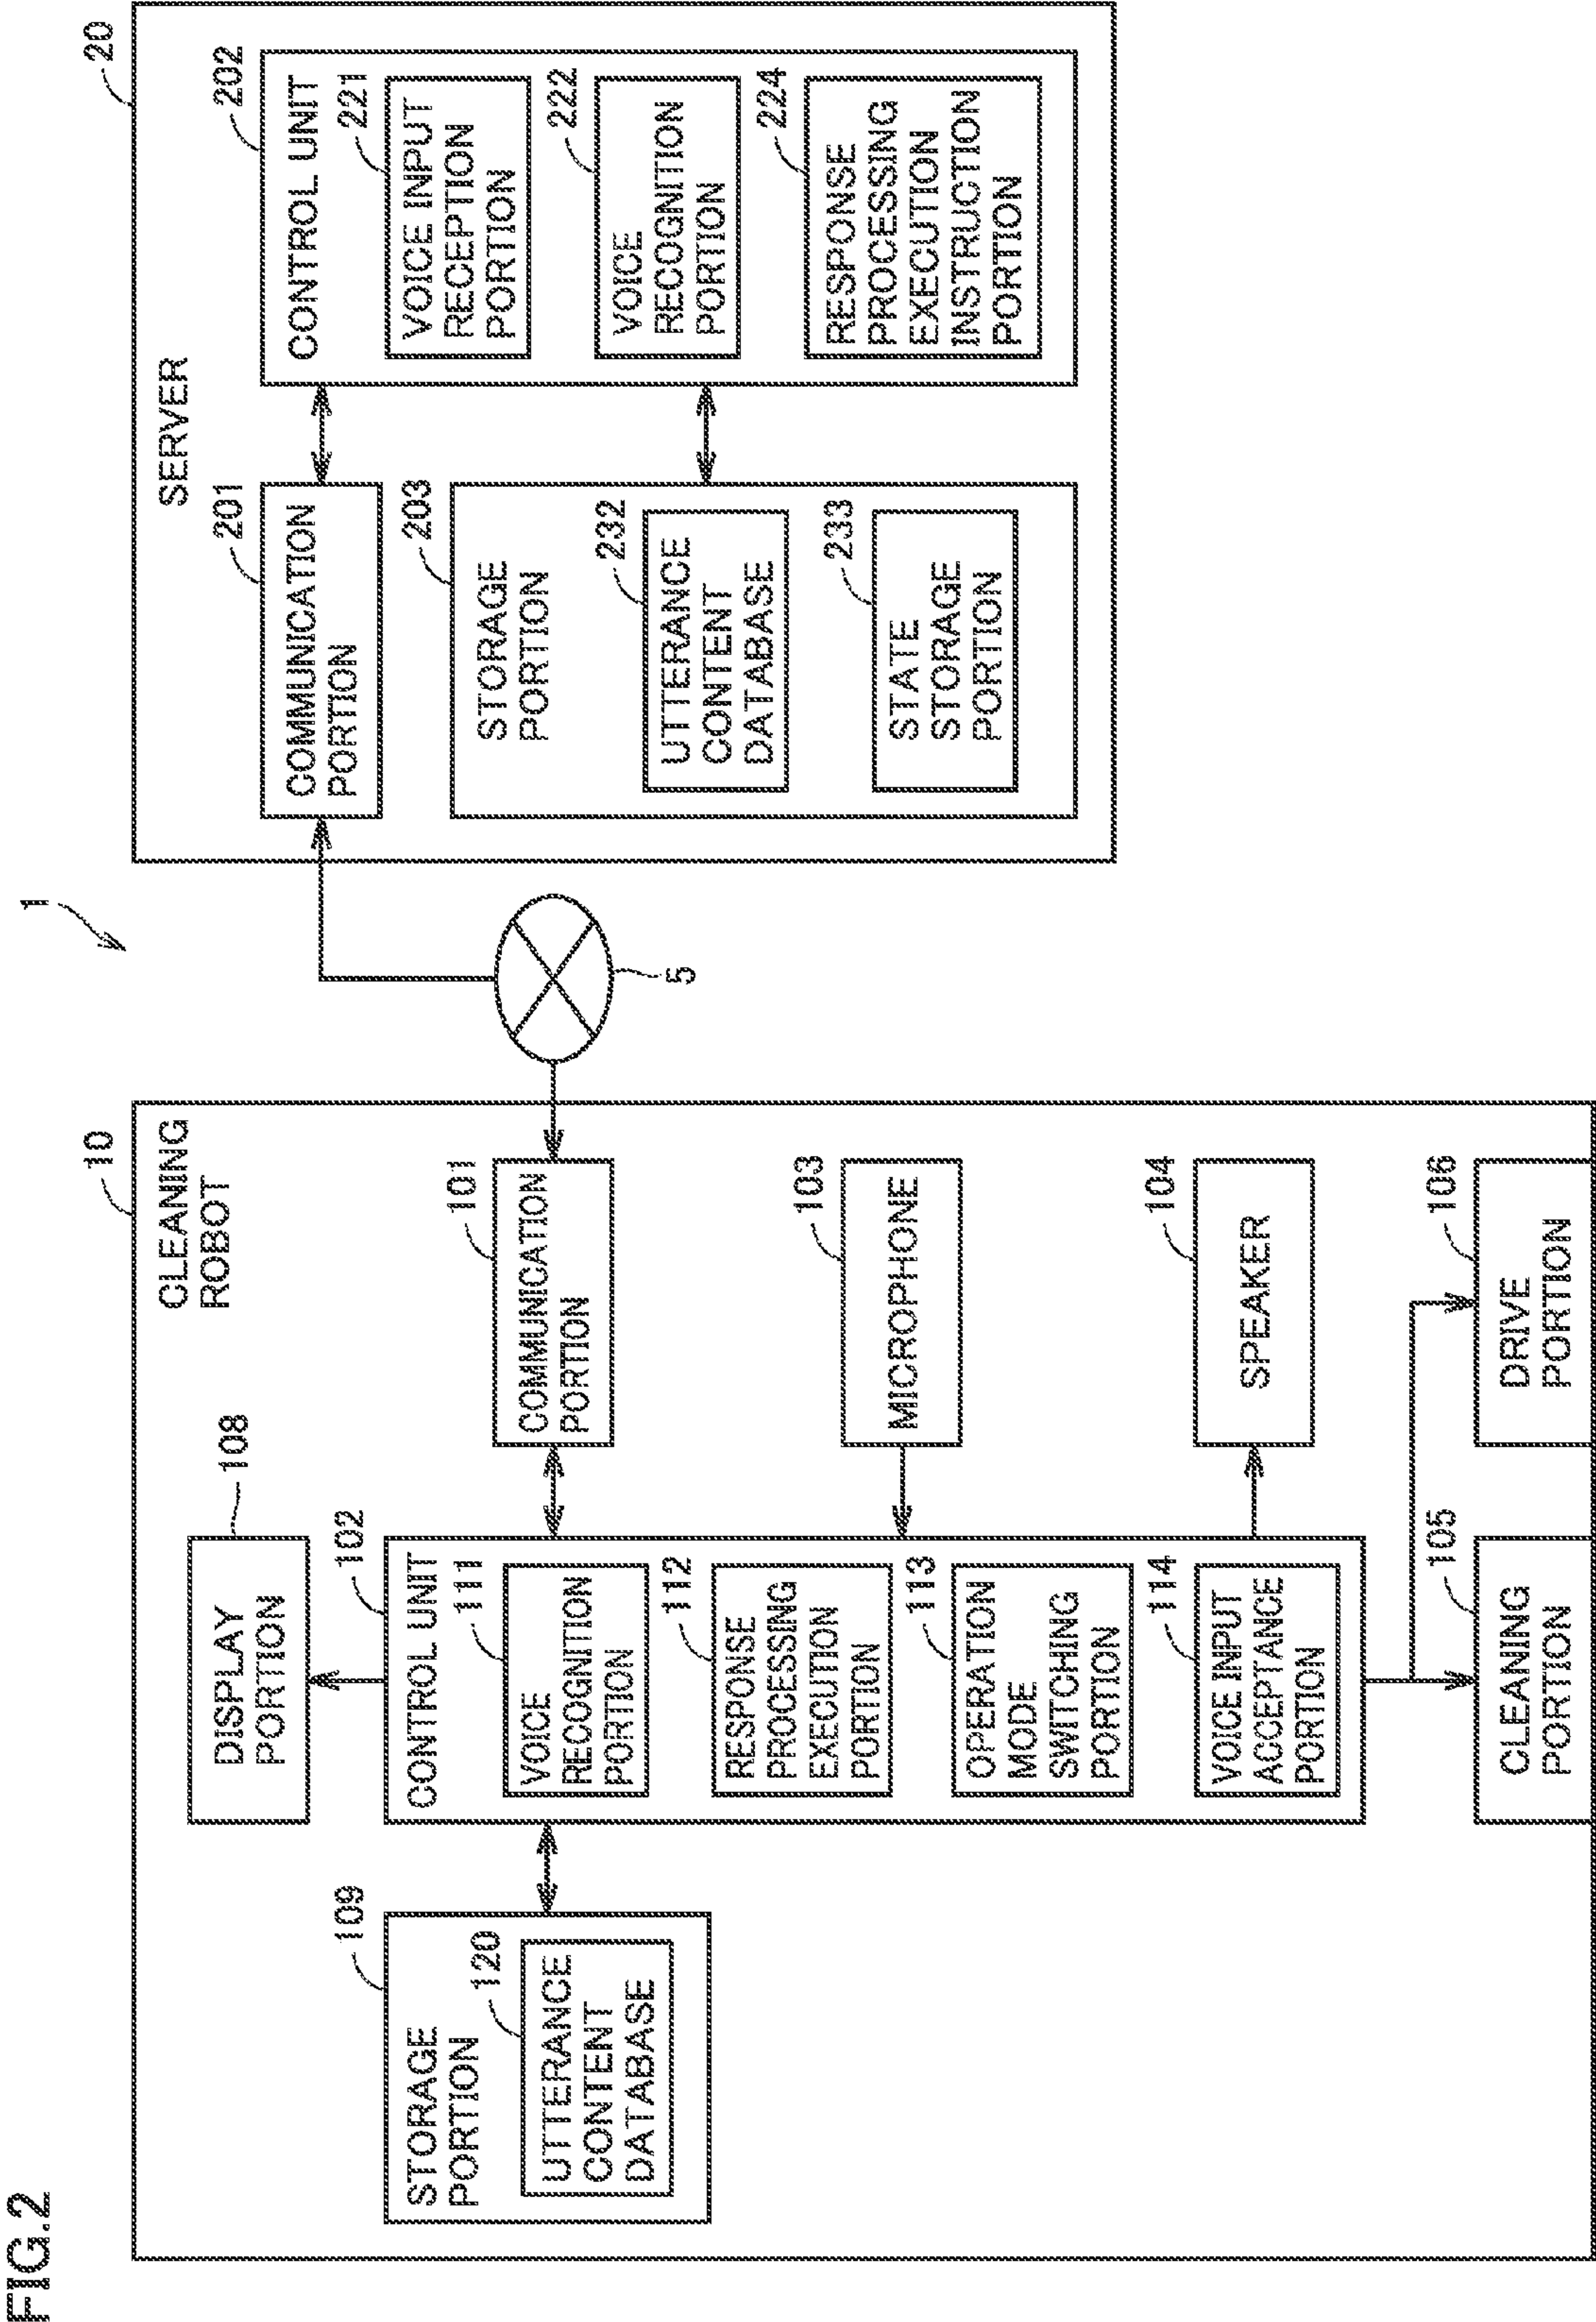 FIG.2
1
10
CLEANING
ROBOT
108
DISPLAY
PORTION
109
STORAGE
PORTION
120
UTTERANCE
CONTENT
DATABASE
102
CONTROL UNIT
111
VOICE
RECOGNITION
PORTION
112
RESPONSE
PROCESSING
EXECUTION
PORTION
113
OPERATION
MODE
SWITCHING
PORTION
114
VOICE INPUT
ACCEPTANCE
PORTION
101
COMMUNICATION
PORTION
103
MICROPHONE
104
SPEAKER
105
CLEANING
PORTION
106
DRIVE
PORTION
5
20
SERVER
201
COMMUNICATION
PORTION
203
STORAGE
PORTION
232
UTTERANCE
CONTENT
DATABASE
233
STATE
STORAGE
PORTION
202
CONTROL UNIT
221
VOICE INPUT
RECEPTION
PORTION
222
VOICE
RECOGNITION
PORTION
224
RESPONSE
PROCESSING
EXECUTION
INSTRUCTION
PORTION